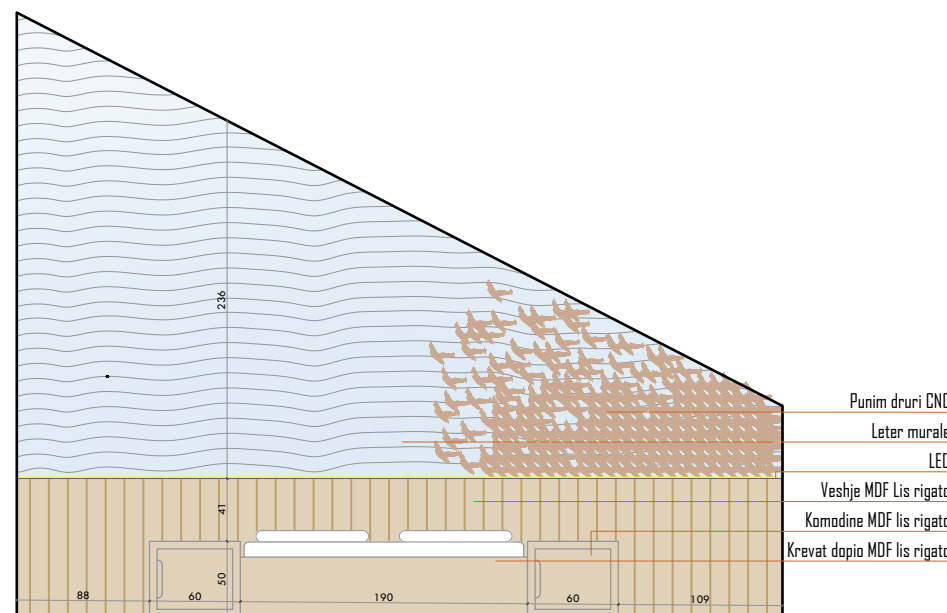 236
Punim druri CNC
Leter murale
LED
Veshje MDF Lis rigato
41
Komodine MDF lis rigato
Krevat dopio MDF lis rigato
50
88
60
190
60
109